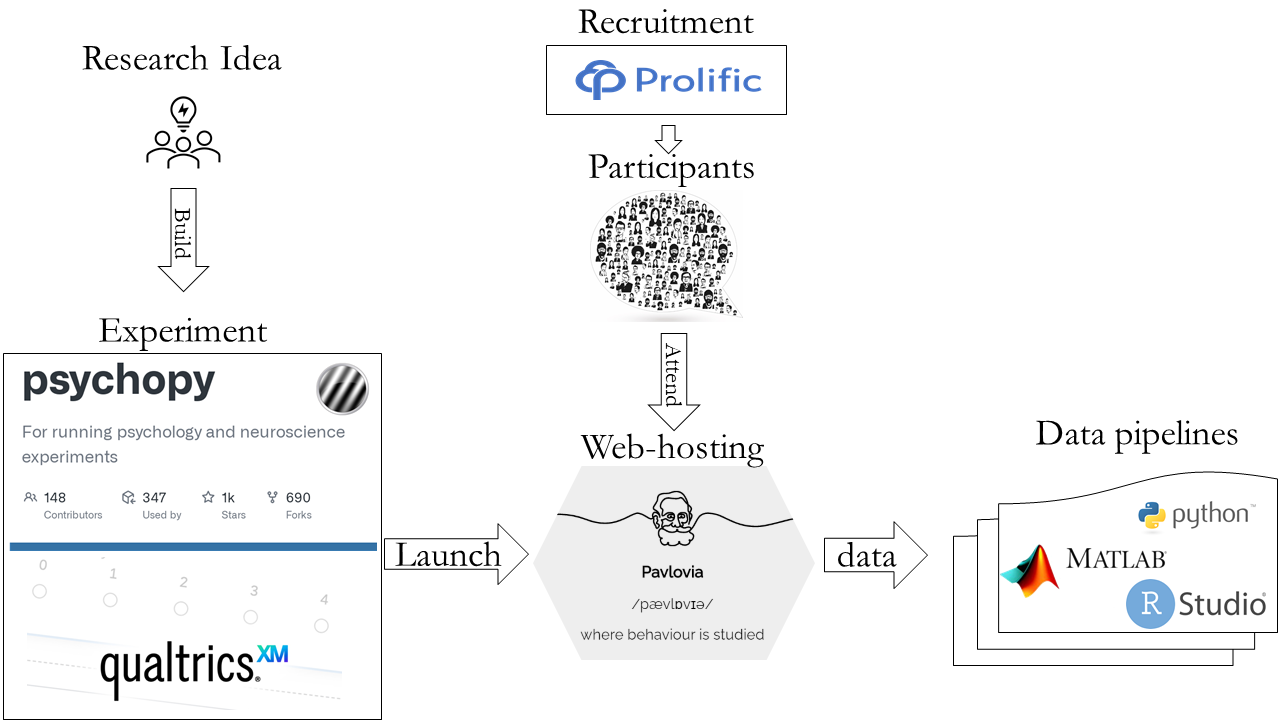 Research Idea
Build
Experiment
psychopy
For running psychology and neuroscience
experiments
148
Contributors
347
Used by
1k
Stars
690
Forks
0
1
2
3
4
qualtrics.XM
Launch
Recruitment
Prolific
Participants
Attend
Web-hosting
Pavlovia
/pævlɒvɪə/
where behaviour is studied
data
Data pipelines
python™
MATLAB®
R Studio®